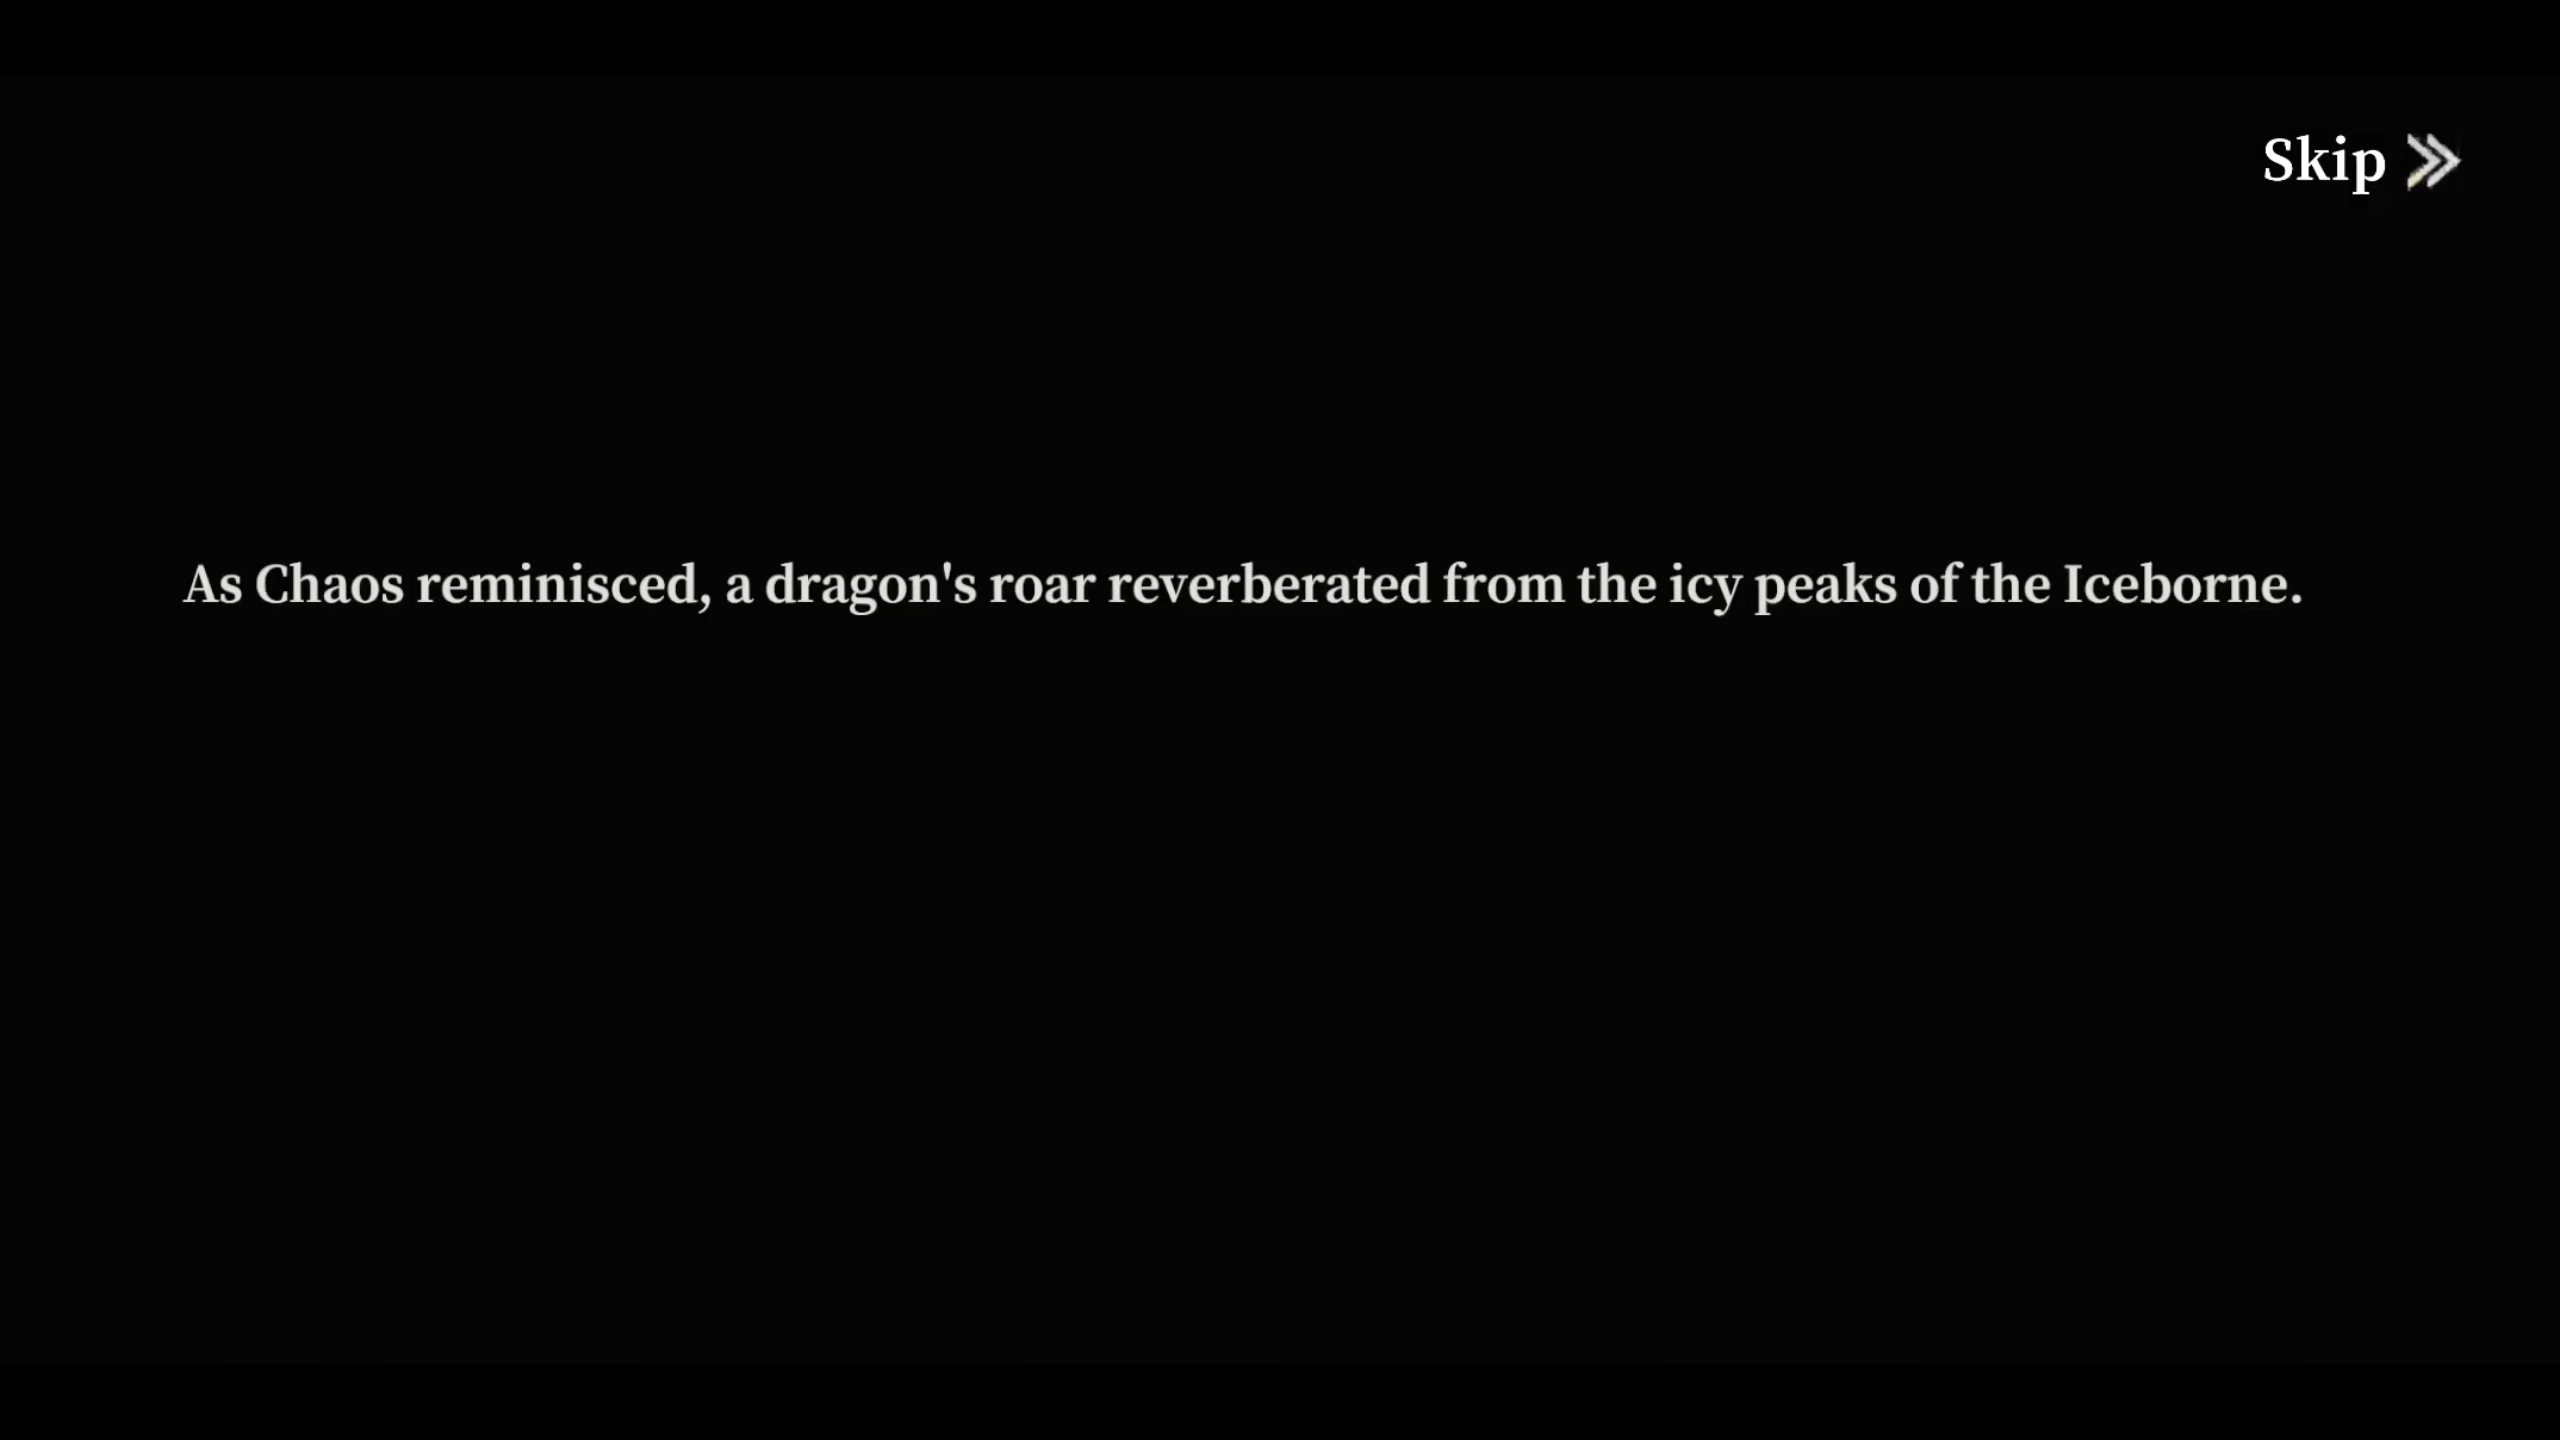 Skip
As Chaos reminisced, a dragon's roar reverberated from the icy peaks of the Iceborne.